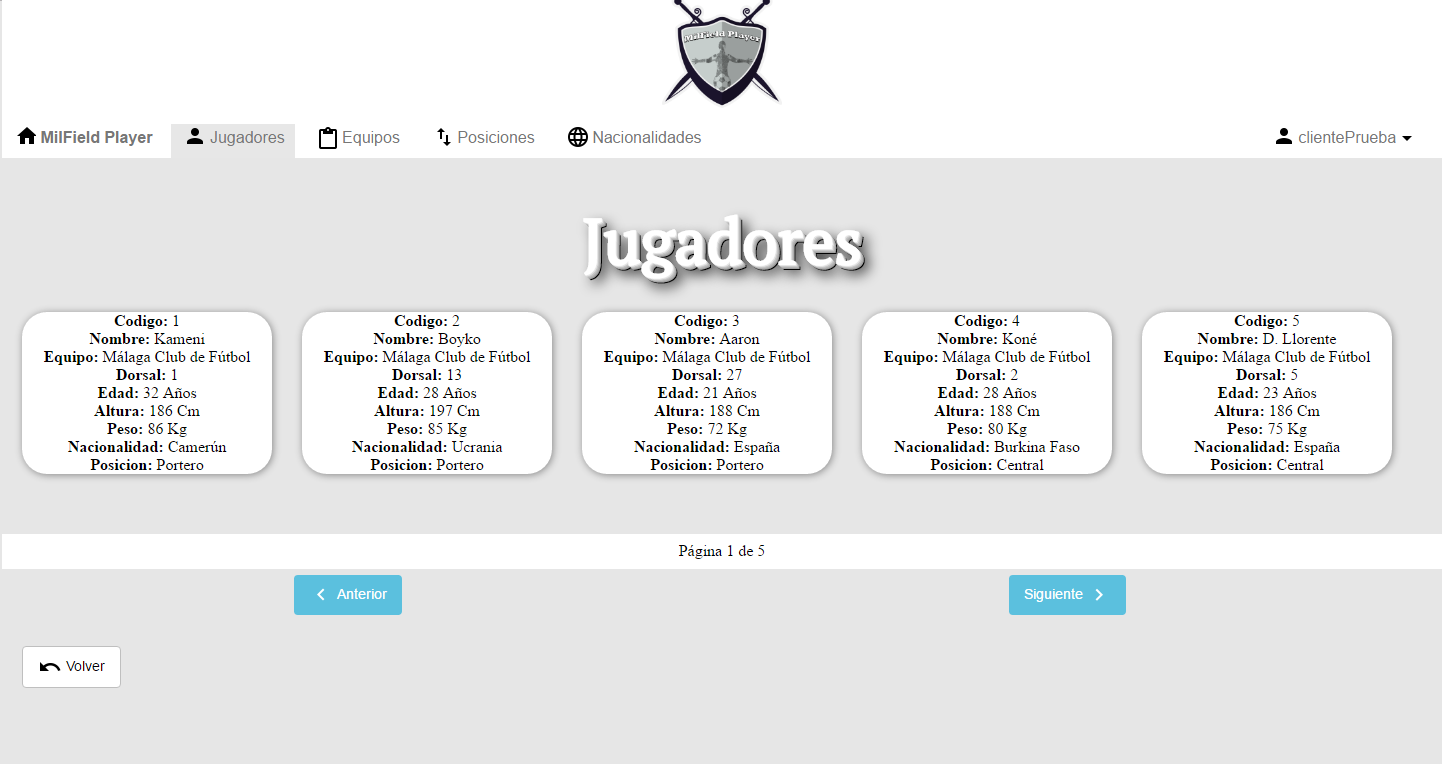 MilField Player
MilField Player
Jugadores
Equipos
Posiciones
Nacionalidades
clientePrueba
Jugadores
Codigo: 1
Nombre: Kameni
Equipo: Málaga Club de Fútbol
Dorsal: 1
Edad: 32 Años
Altura: 186 Cm
Peso: 86 Kg
Nacionalidad: Camerún
Posicion: Portero
Codigo: 2
Nombre: Boyko
Equipo: Málaga Club de Fútbol
Dorsal: 13
Edad: 28 Años
Altura: 197 Cm
Peso: 85 Kg
Nacionalidad: Ucrania
Posicion: Portero
Codigo: 3
Nombre: Aaron
Equipo: Málaga Club de Fútbol
Dorsal: 27
Edad: 21 Años
Altura: 188 Cm
Peso: 72 Kg
Nacionalidad: España
Posicion: Portero
Codigo: 4
Nombre: Koné
Equipo: Málaga Club de Fútbol
Dorsal: 2
Edad: 28 Años
Altura: 188 Cm
Peso: 80 Kg
Nacionalidad: Burkina Faso
Posicion: Central
Codigo: 5
Nombre: D. Llorente
Equipo: Málaga Club de Fútbol
Dorsal: 5
Edad: 23 Años
Altura: 186 Cm
Peso: 75 Kg
Nacionalidad: España
Posicion: Central
Página 1 de 5
Anterior
Siguiente
Volver